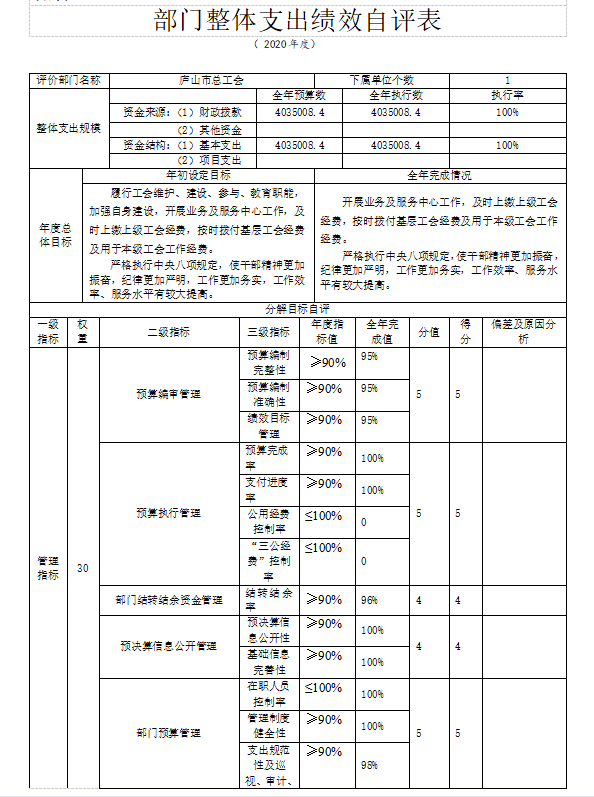 部门整体支出绩效自评表
（ 2020年度）
评价部门名称 庐山市总工会 下属单位个数 1
整体支出规模 全年预算数 全年执行数 执行率
资金来源：（1）财政拨款 4035008.4 4035008.4 100%
（2）其他资金
资金结构：（1）基本支出 4035008.4 4035008.4 100%
（2）项目支出
年度总体目标 年初设定目标 全年完成情况
履行工会维护、建设、参与、教育职能，
加强自身建设，开展业务及服务中心工作，及
时上缴上级工会经费，按时拨付基层工会经费
及用于本级工会工作经费。
严格执行中央八项规定，使干部精神更加
振奋，纪律更加严明，工作更加务实，工作效
率、服务水平有较大提高。
开展业务及服务中心工作，及时上缴上级工会
经费，按时拨付基层工会经费及用于本级工会工作
经费。
严格执行中央八项规定，使干部精神更加振奋，
纪律更加严明，工作更加务实，工作效率、服务水
平有较大提高。
分解目标自评
一级指标 权重 二级指标 三级指标 年度指标值 全年完成值 分值 得分 偏差及原因分析
管理指标 30
预算编审管理 预算编制完整性 ≥90% 95% 5 5
预算编制准确性 ≥90% 95%
绩效目标管理 ≥90% 95%
预算执行管理 预算完成率 ≥90% 100% 5 5
支付进度率 ≥90% 100%
公用经费控制率 ≤100% 0
“三公经费”控制率 ≤100% 0
部门结转结余资金管理 结转结余率 ≥90% 96% 4 4
预决算信息公开管理 预决算信息公开性 ≥90% 100% 4 4
基础信息完善性 ≥90% 100%
部门预算管理 在职人员控制率 ≤100% 100% 5 5
管理制度健全性 ≥90% 100%
支出规范性及巡视、审计、 ≥90% 98%